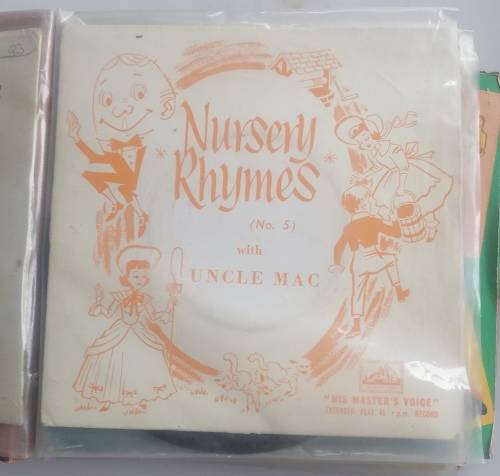 Nursery
Rhymes
(No. 5)
with
UNCLE MAC
"HIS MASTER'S VOICE"
EXTENDED PLAY 45 r.p.m. RECORD